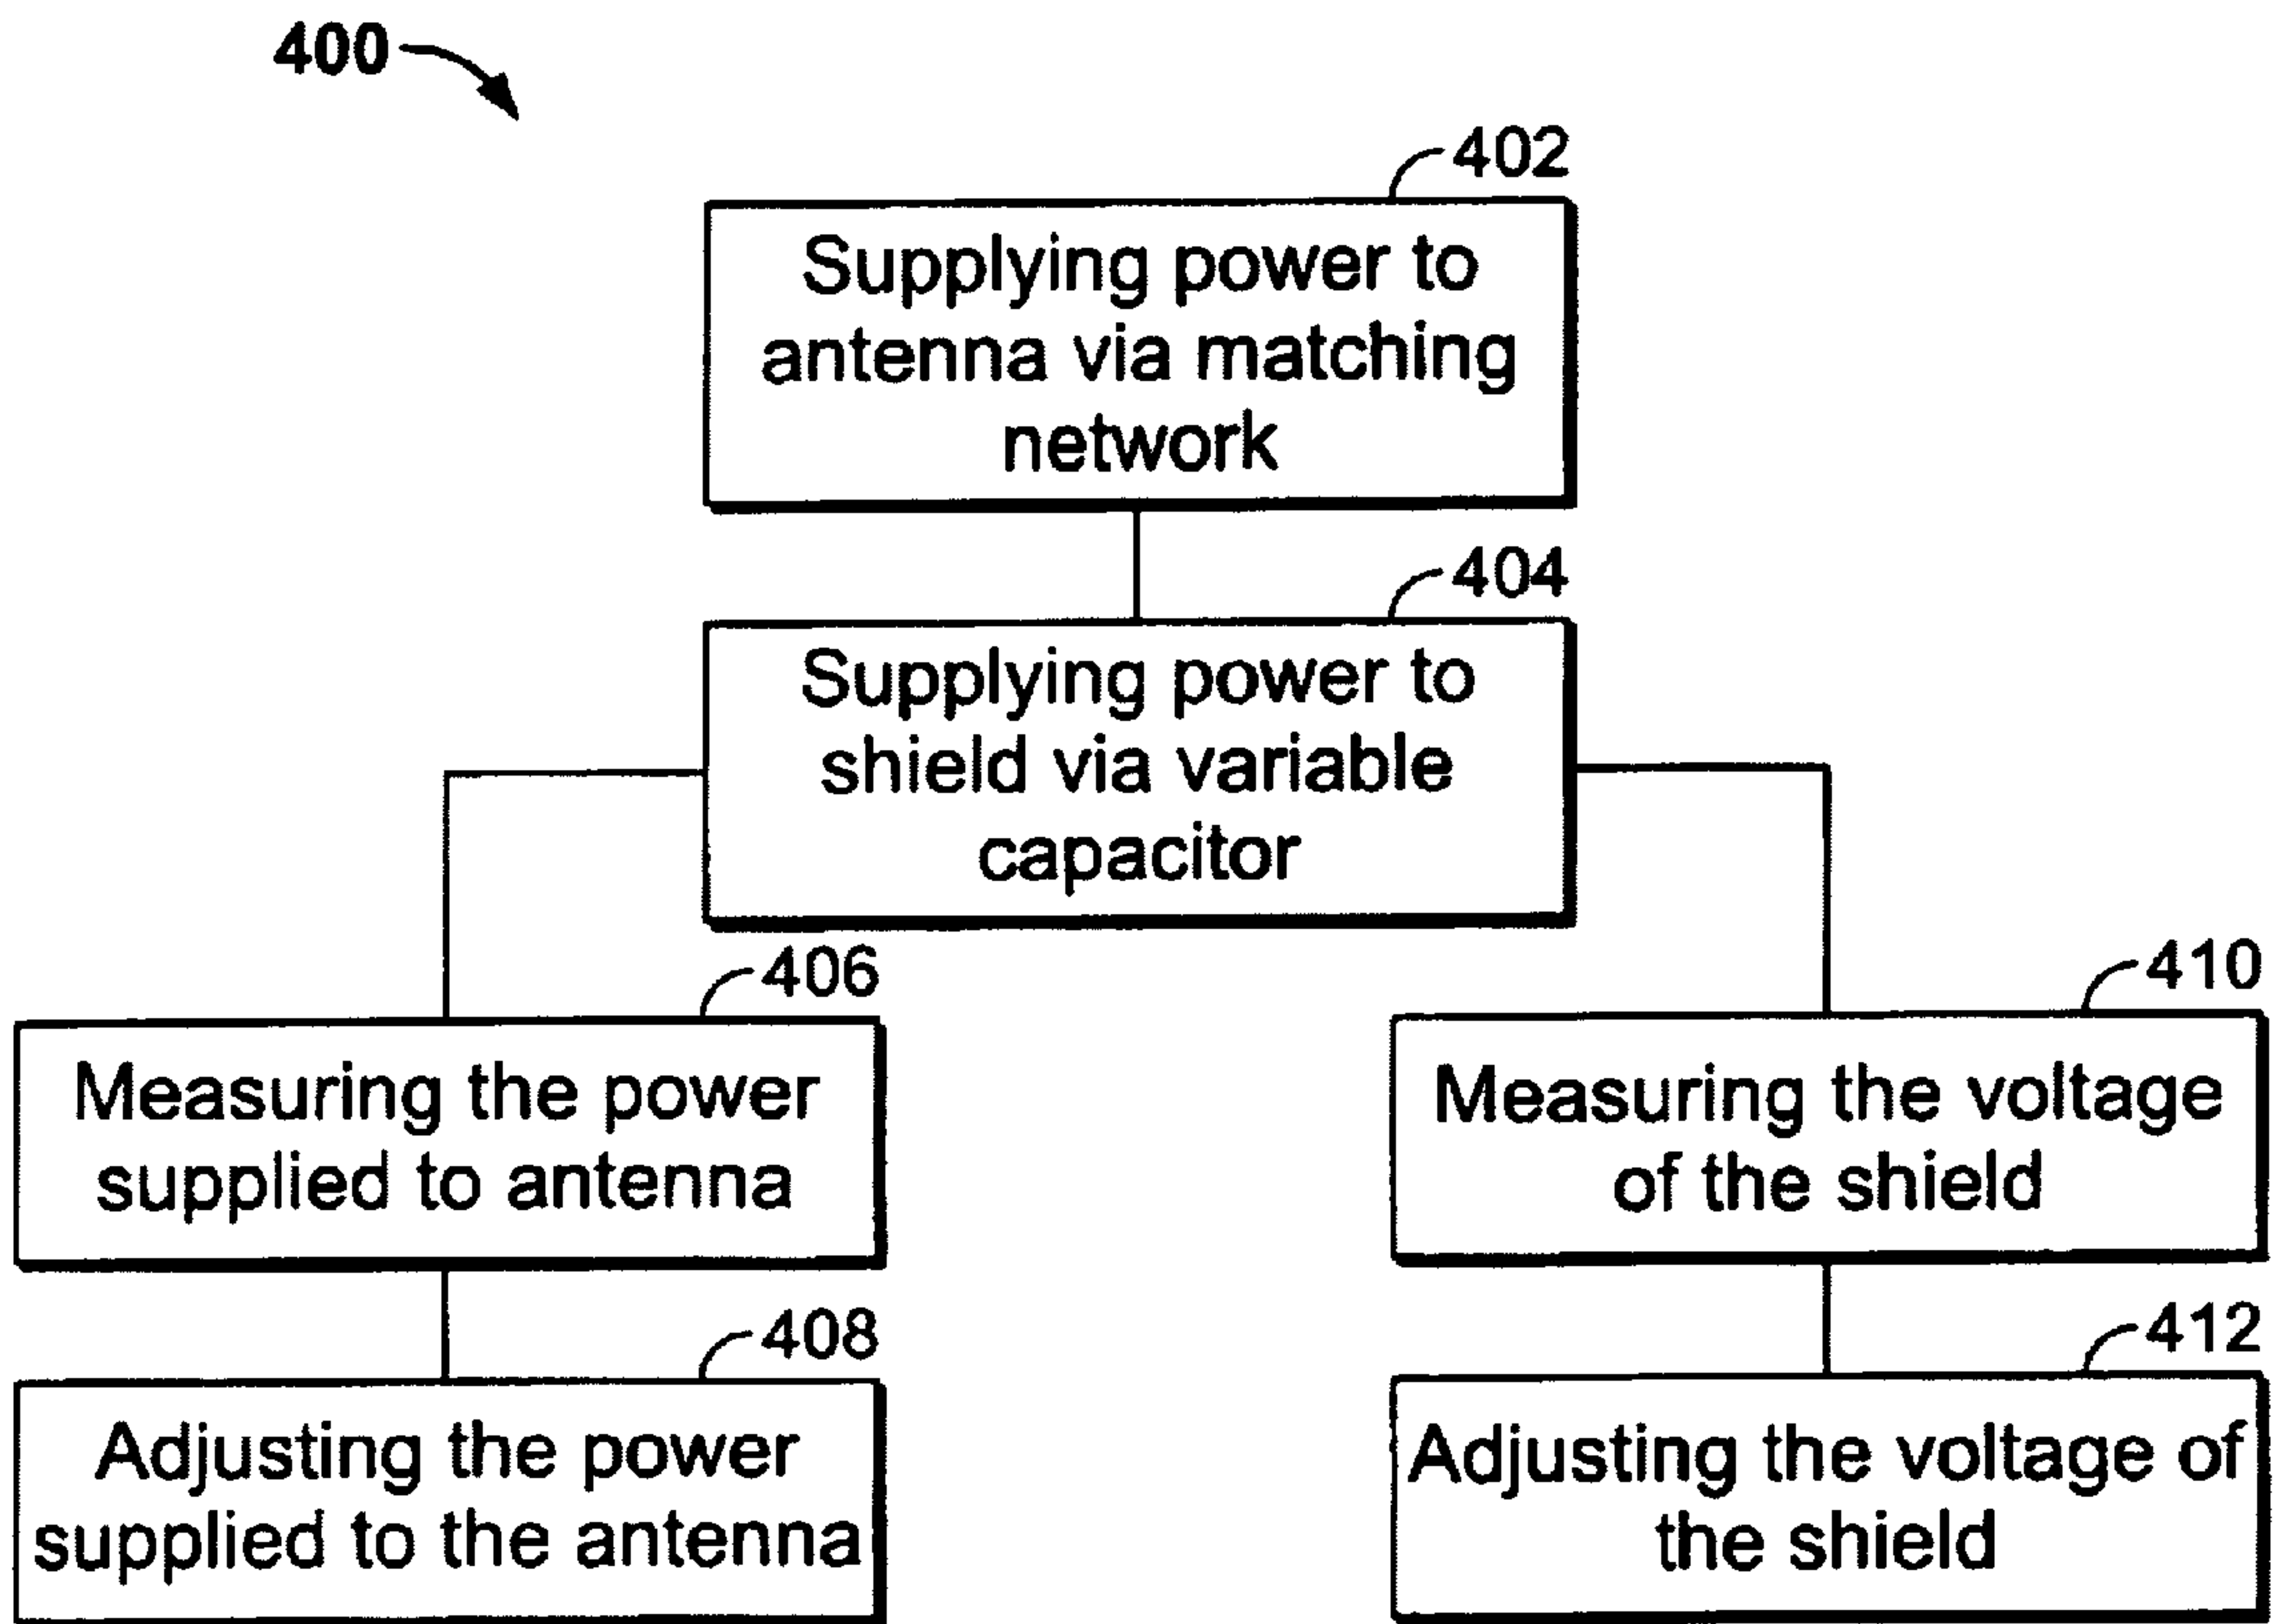 400
402
Supplying power to
antenna via matching
network
404
Supplying power to
shield via variable
capacitor
406
Measuring the power
supplied to antenna
408
Adjusting the power
supplied to the antenna
410
Measuring the voltage
of the shield
412
Adjusting the voltage of
the shield